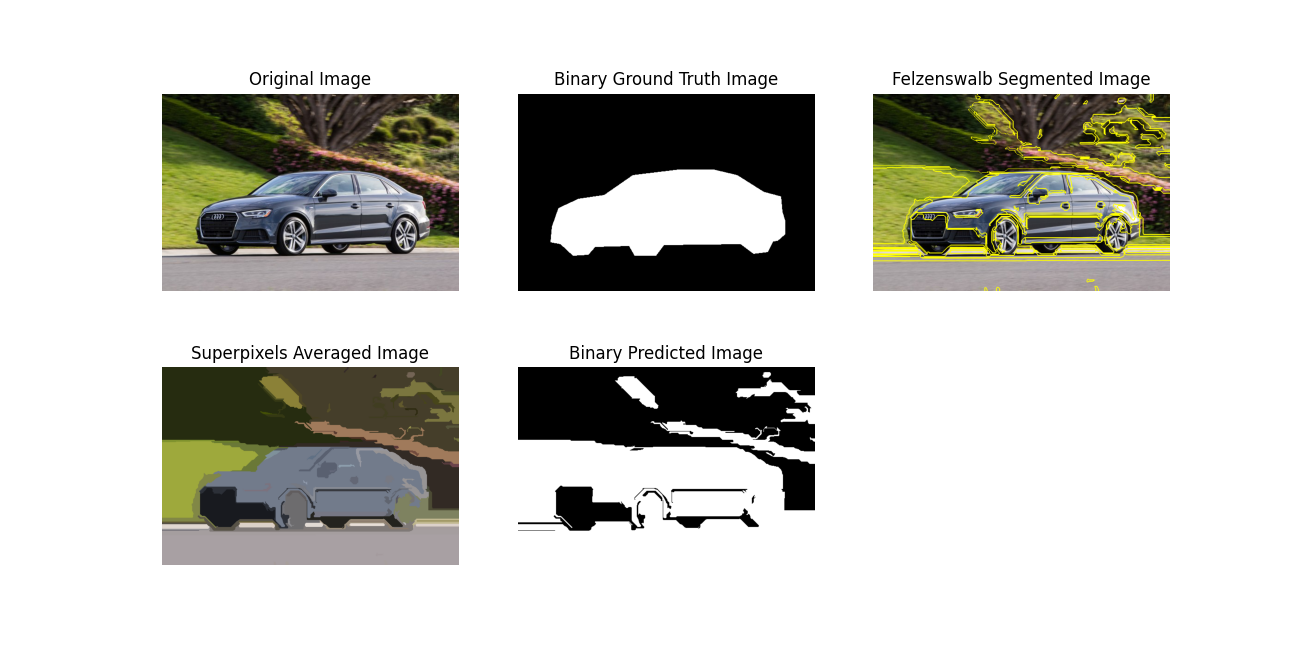 Original Image
Binary Ground Truth Image
Felzenswalb Segmented Image
Superpixels Averaged Image
Binary Predicted Image